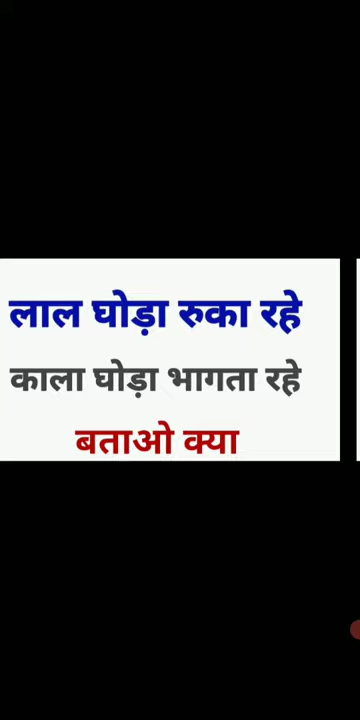 लाल घोड़ा रुका रहे
काला घोड़ा भागता रहे
बताओ क्या